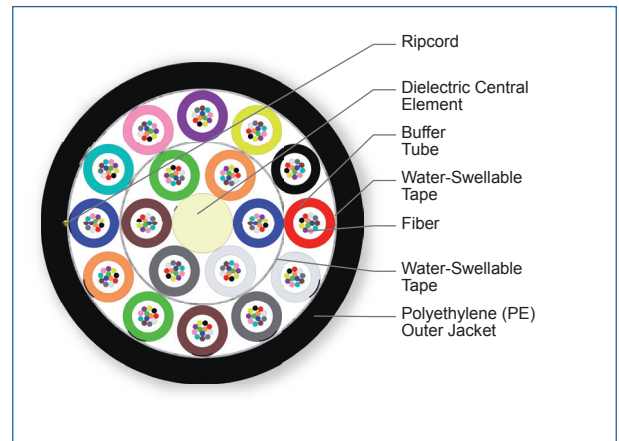 Ripcord
Dielectric Central
Element
Buffer
Tube
Water-Swellable
Tape
Fiber
Water-Swellable
Tape
Polyethylene (PE)
Outer Jacket